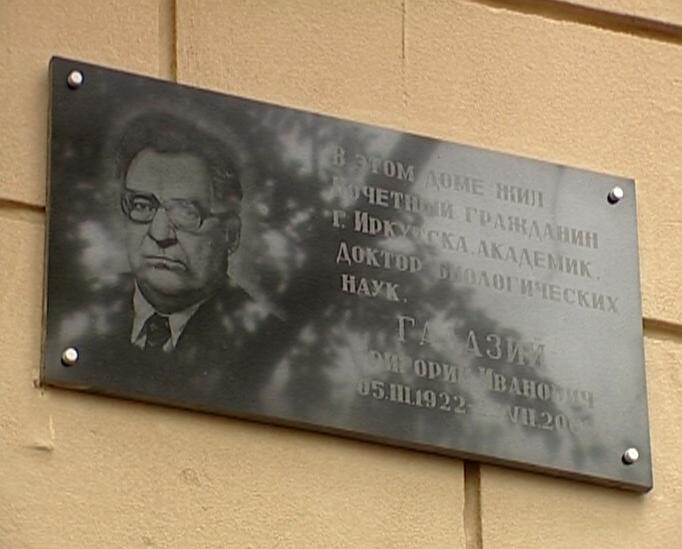 В ЭТОМ ДОМЕ ЖИЛ
ПОЧЕТНЫЙ ГРАЖДАНИН
Г. ИРКУТСКА, АКАДЕМИК,
ДОКТОР БИОЛОГИЧЕСКИХ
НАУК.
ГАЛАЗИЙ
ГРИГОРИЙ ИВАНОВИЧ
05.III.1922